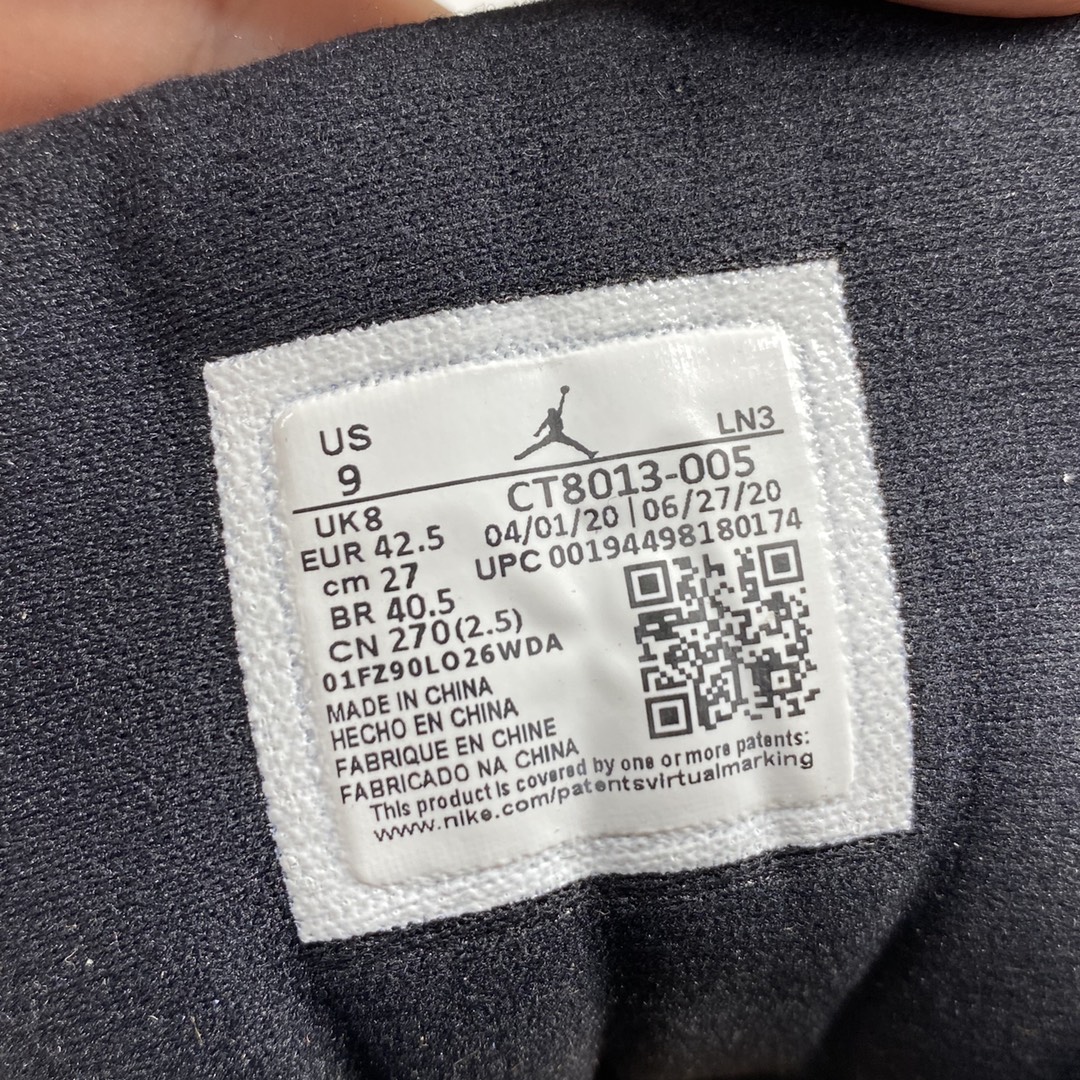 US
LN3
9
CT8013-005
UK8
04/01/20 | 06/27/20
EUR 42.5
UPC 00194498180174
cm 27
BR 40.5
CN 270(2.5)
01FZ90LO26WDA
MADE IN CHINA
HECHO EN CHINA
FABRIQUE EN CHINE
FABRICADO NA CHINA
This product is covered by one or more patents:
www.nike.com/patentsvirtualmarking